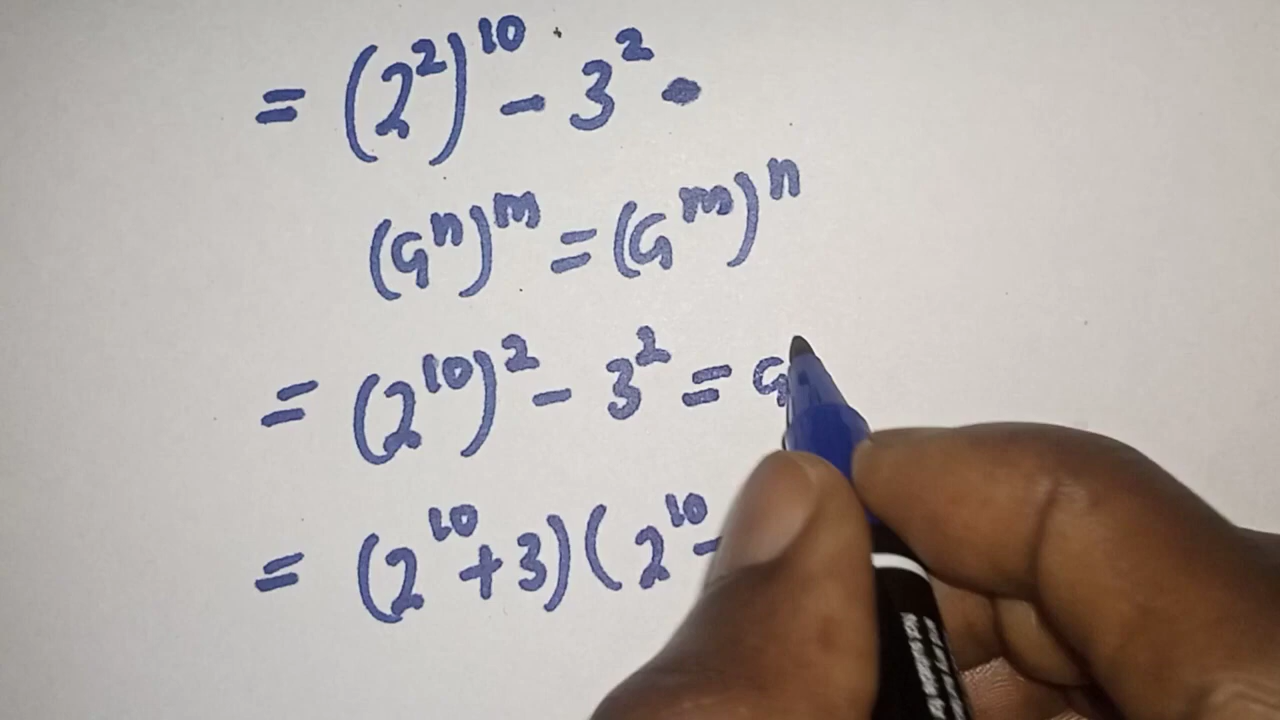 = (2²)¹⁰ - 3²
(aⁿ)ᵐ = (aᵐ)ⁿ
= (2¹⁰)² - 3² = a
= (2¹⁰+3)(2¹⁰-